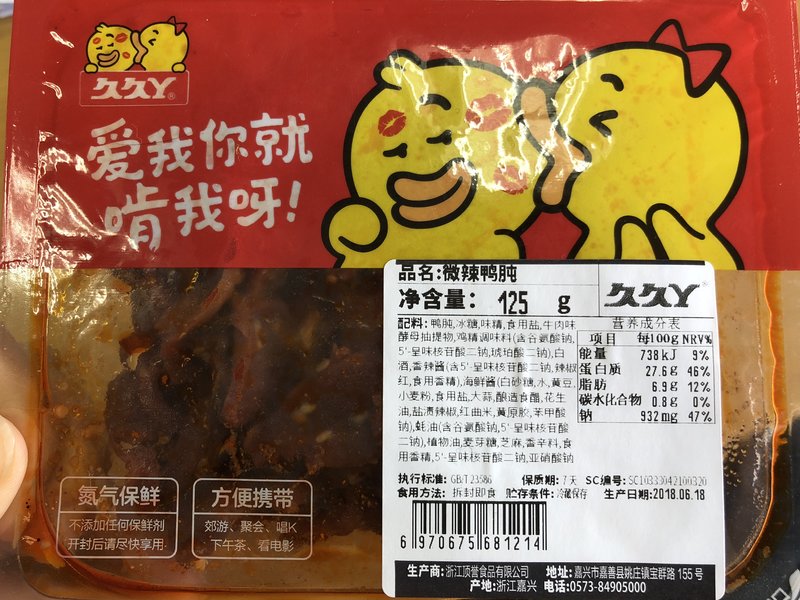 久久丫®
爱我你就
啃我呀!
氮气保鲜
不添加任何保鲜剂
开封后请尽快享用
方便携带
郊游、聚会、唱K
下午茶、看电影
品名:微辣鸭肫
净含量: 125 g
久久丫®
配料: 鸭肫,冰糖,味精,食用盐,牛肉味
酵母抽提物,鸡精调味料(含谷氨酸钠,
5'-呈味核苷酸二钠,琥珀酸二钠),白
酒,香辣酱(含5'-呈味核苷酸二钠,辣椒
红,食用香精),海鲜酱(白砂糖,水,黄豆,
小麦粉,食用盐,大蒜,酿造食醋,花生
油,盐渍辣椒,红曲米,黄原胶,苯甲酸
钠),蚝油(含谷氨酸钠,5'-呈味核苷酸
二钠),植物油,麦芽糖,芝麻,香辛料,食
用香精,5'-呈味核苷酸二钠,亚硝酸钠
营养成分表
项目 每100g NRV%
能量 738kJ 9%
蛋白质 27.6g 46%
脂肪 6.9g 12%
碳水化合物 0.8g 0%
钠 932mg 47%
执行标准: GB/T 23586 保质期: 7天 SC编号: SC10333042100320
食用方法: 拆封即食 贮存条件: 冷藏保存 生产日期:2018.06.18
6 970675 681214
生产商:浙江顶誉食品有限公司 地址:嘉兴市嘉善县姚庄镇宝群路 155 号
产地:浙江嘉兴 电话:0573-84905000